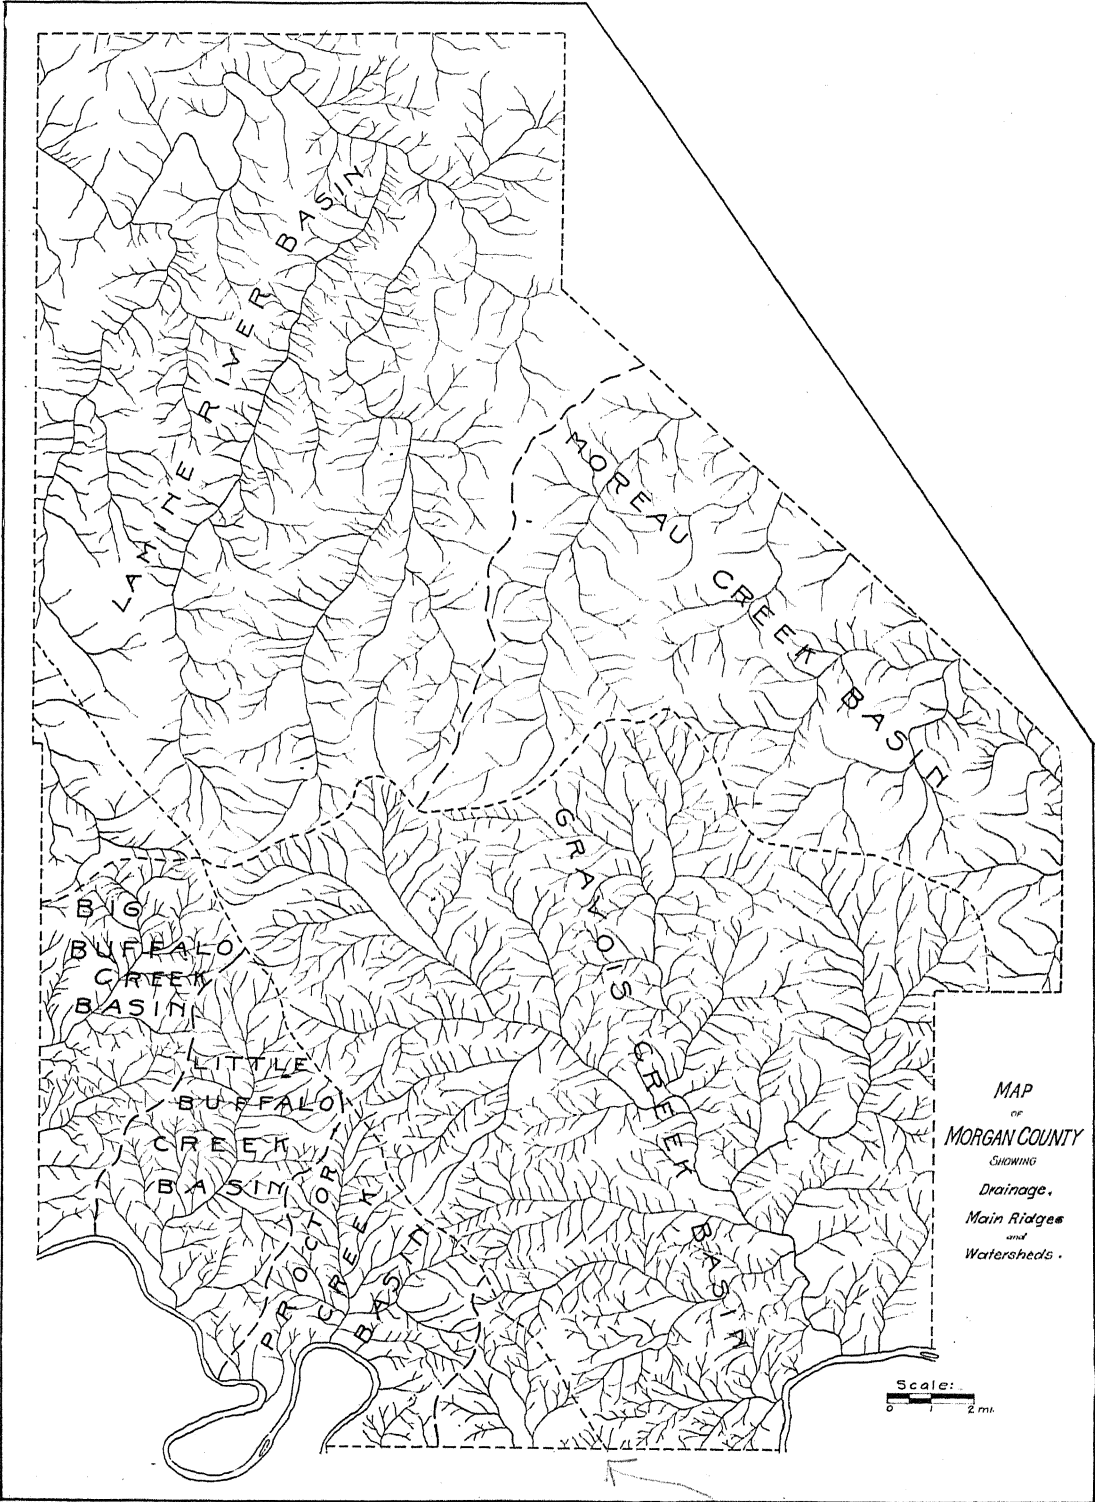 LAMINE RIVER BASIN
MOREAU CREEK BASIN
GRAVOIS CREEK BASIN
BIG
BUFFALO
CREEK
BASIN
LITTLE
BUFFALO
CREEK
BASIN
PROCTOR
CREEK
BASIN
MAP
OF
MORGAN COUNTY
SHOWING
Drainage,
Main Ridges
and
Watersheds.
Scale:
0 1 2 mi.